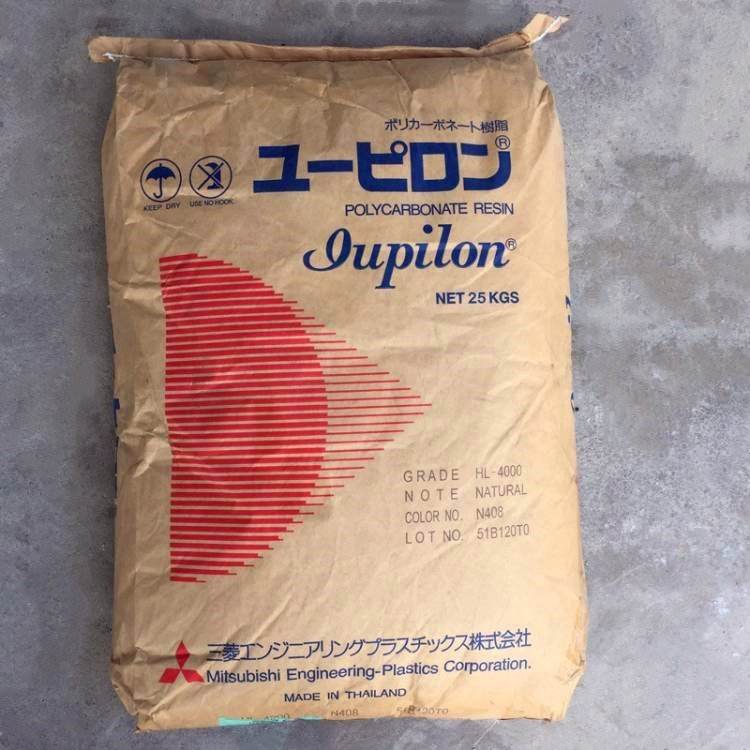 ポリカーボネート樹脂
ユーピロン®
KEEP DRY
USE NO HOOK
POLYCARBONATE RESIN
Iupilon®
NET 25 KGS
GRADE HL-4000
NOTE NATURAL
COLOR NO. N408
LOT NO. 51B120T0
三菱エンジニアリングプラスチックス株式会社
Mitsubishi Engineering-Plastics Corporation.
MADE IN THAILAND
N408 51B120T0